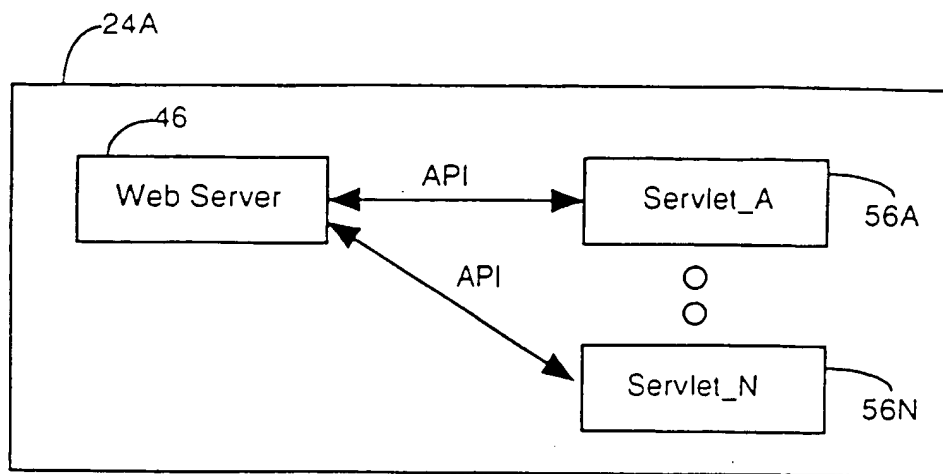 24A
46
Web Server
API
Servlet_A
56A
API
Servlet_N
56N